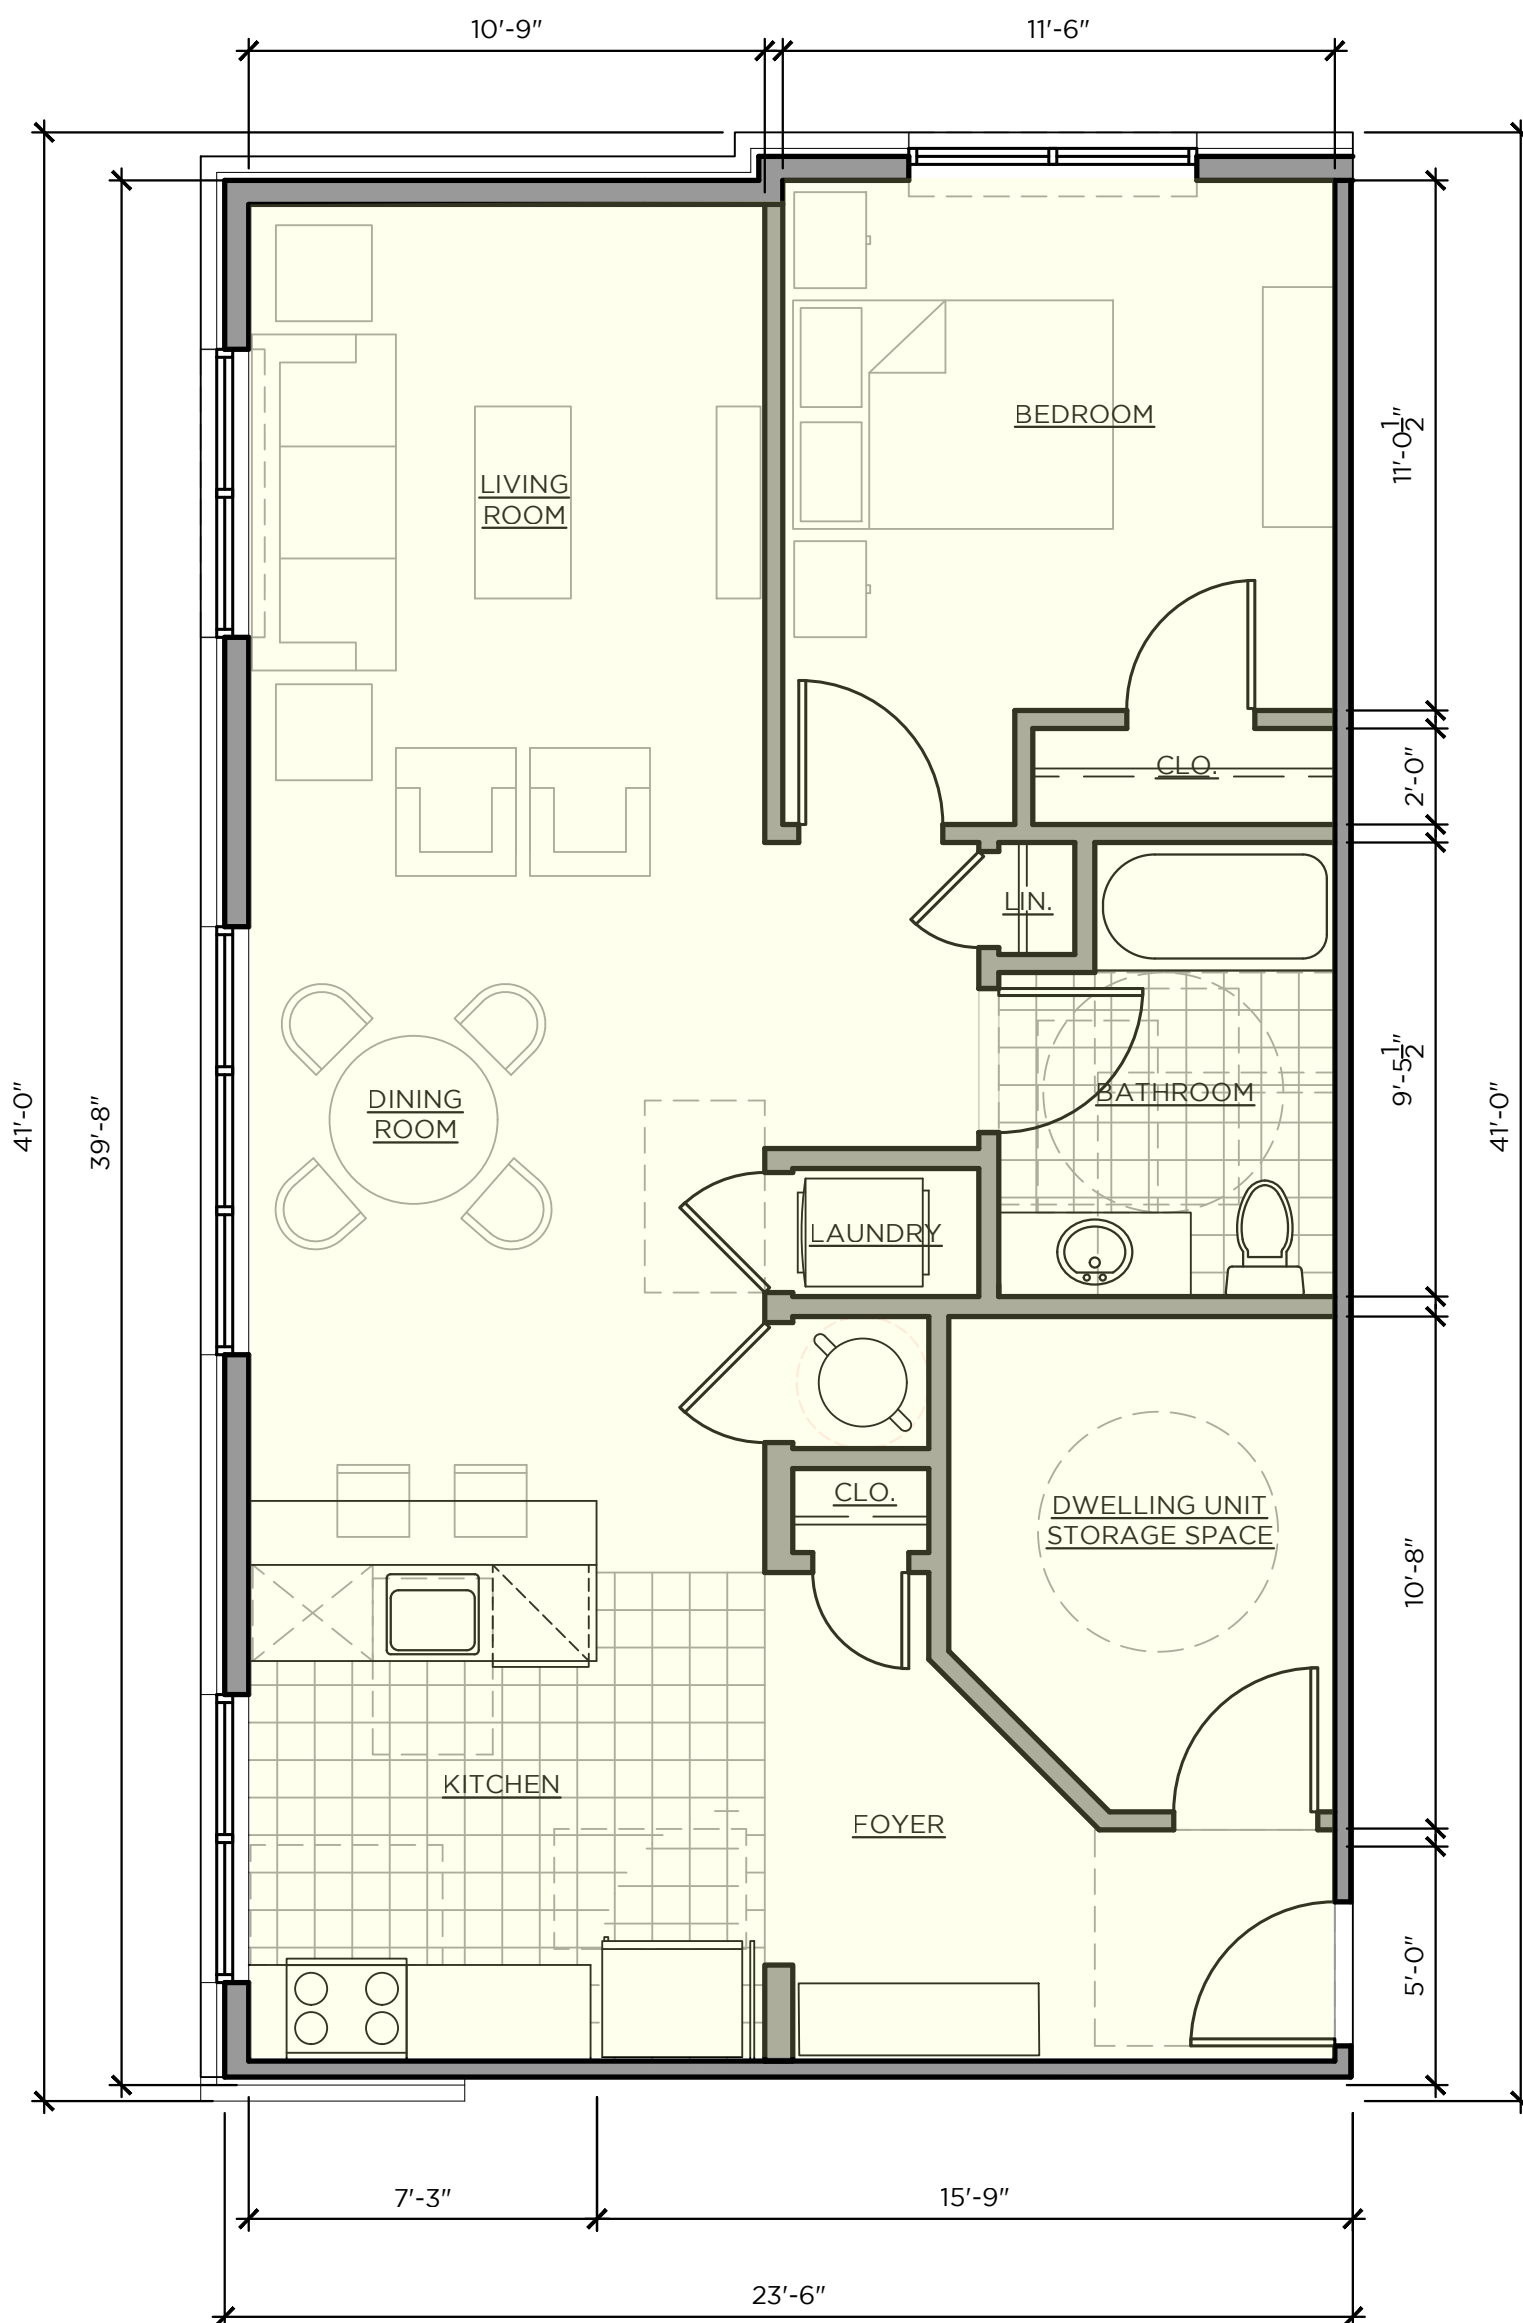 10'-9"
11'-6"
BEDROOM
11'-0 1/2"
LIVING
ROOM
CLO.
2'-0"
LIN.
9'-5 1/2"
BATHROOM
DINING
ROOM
41'-0"
39'-8"
41'-0"
LAUNDRY
CLO.
DWELLING UNIT
STORAGE SPACE
10'-8"
KITCHEN
FOYER
5'-0"
7'-3"
15'-9"
23'-6"